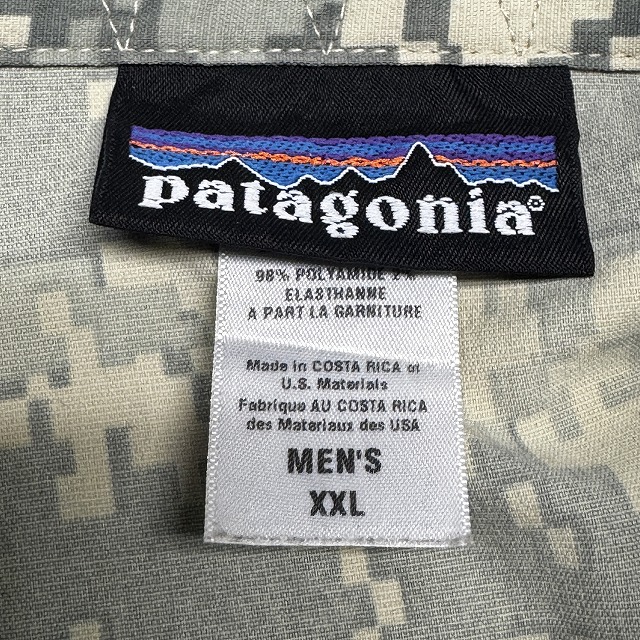 patagonia®
98% POLYAMIDE 2%
ELASTHANNE
A PART LA GARNITURE
Made in COSTA RICA of
U.S. Materials
Fabrique AU COSTA RICA
des Materiaux des USA
MEN'S
XXL